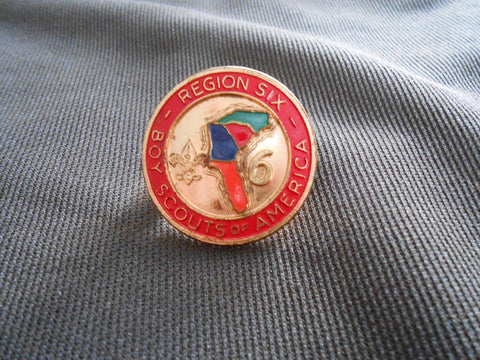 REGION SIX
6
BOY SCOUTS OF AMERICA